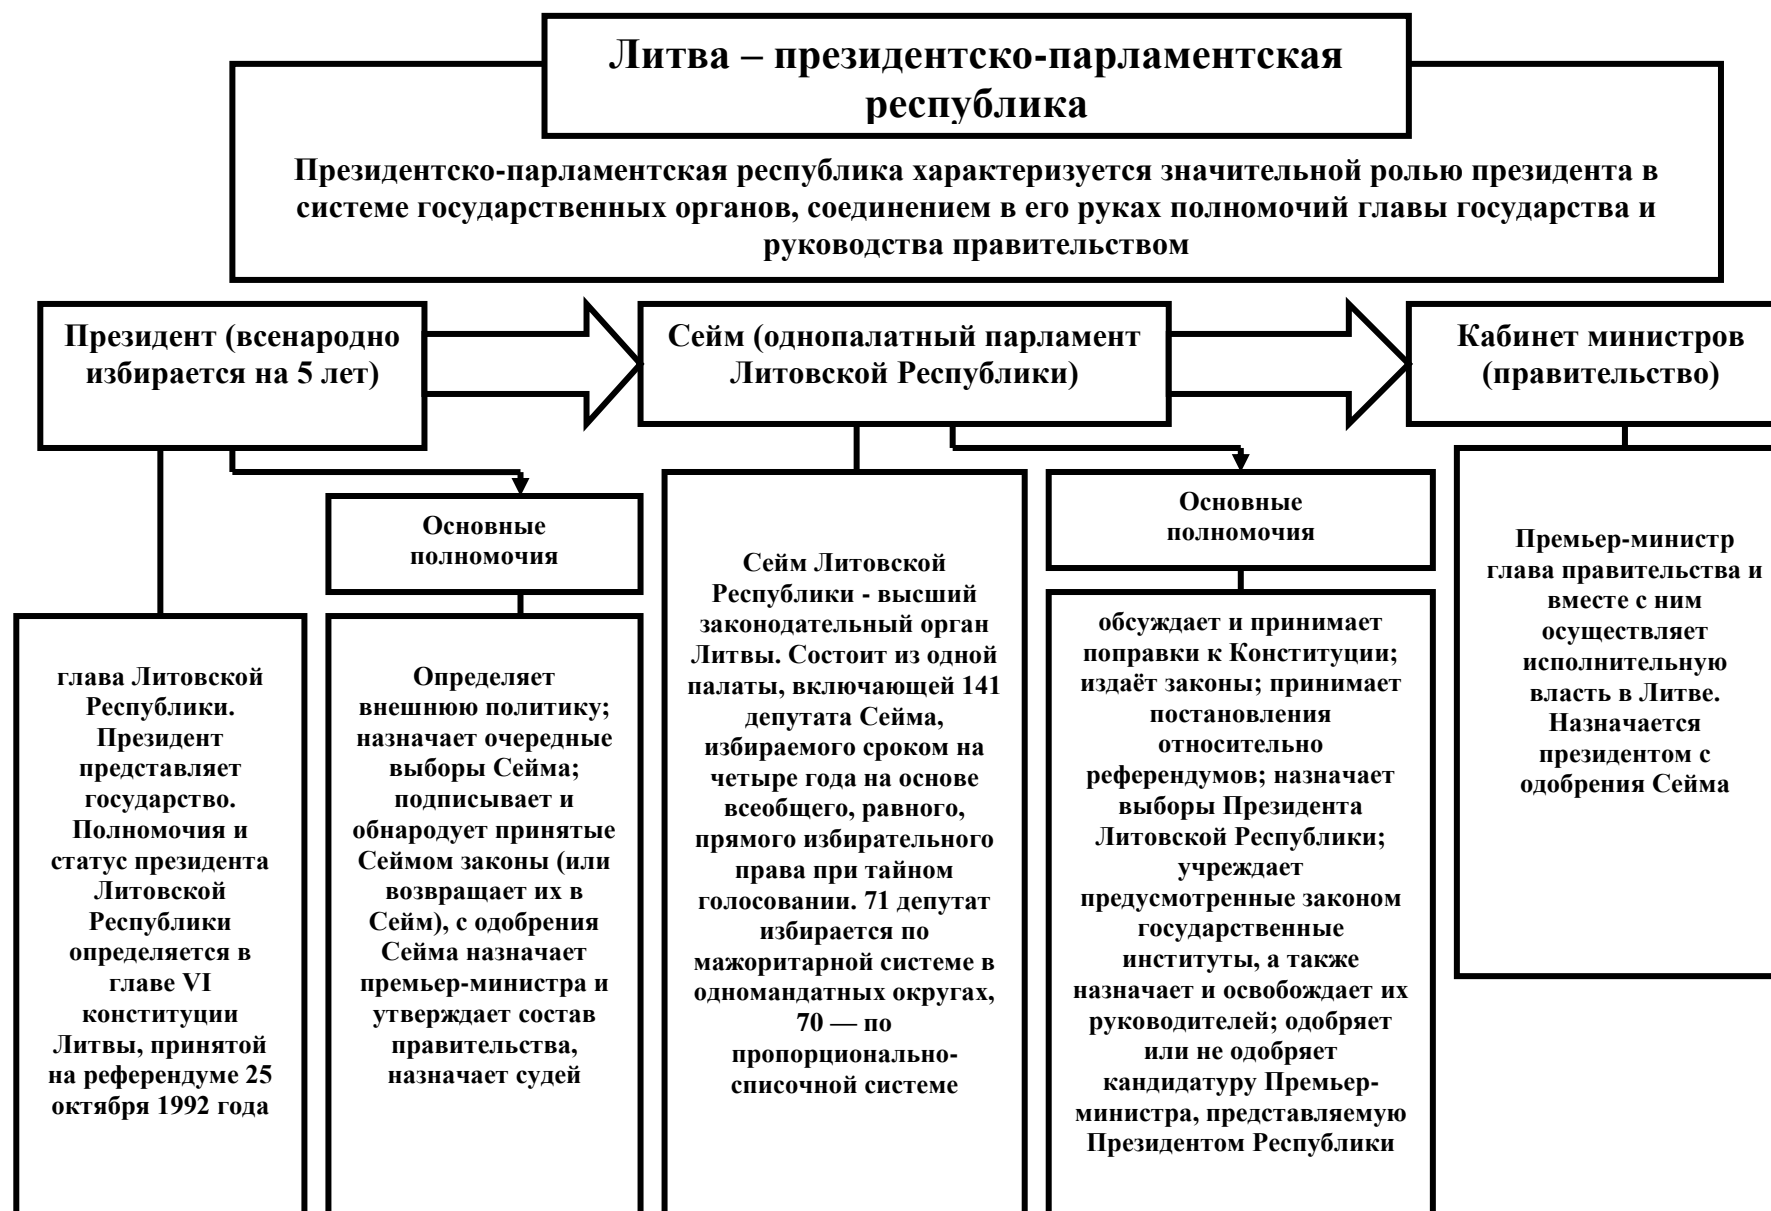 Литва – президентско-парламентская
республика
Президентско-парламентская республика характеризуется значительной ролью президента в
системе государственных органов, соединением в его руках полномочий главы государства и
руководства правительством
Президент (всенародно
избирается на 5 лет)
Сейм (однопалатный парламент
Литовской Республики)
Кабинет министров
(правительство)
глава Литовской
Республики.
Президент
представляет
государство.
Полномочия и
статус президента
Литовской
Республики
определяется в
главе VI
конституции
Литвы, принятой
на референдуме 25
октября 1992 года
Основные
полномочия
Определяет
внешнюю политику;
назначает очередные
выборы Сейма;
подписывает и
обнародует принятые
Сеймом законы (или
возвращает их в
Сейм), с одобрения
Сейма назначает
премьер-министра и
утверждает состав
правительства,
назначает судей
Сейм Литовской
Республики - высший
законодательный орган
Литвы. Состоит из одной
палаты, включающей 141
депутата Сейма,
избираемого сроком на
четыре года на основе
всеобщего, равного,
прямого избирательного
права при тайном
голосовании. 71 депутат
избирается по
мажоритарной системе в
одномандатных округах,
70 — по
пропорционально-
списочной системе
Основные
полномочия
обсуждает и принимает
поправки к Конституции;
издаёт законы; принимает
постановления
относительно
референдумов; назначает
выборы Президента
Литовской Республики;
учреждает
предусмотренные законом
государственные
институты, а также
назначает и освобождает их
руководителей; одобряет
или не одобряет
кандидатуру Премьер-
министра, представляемую
Президентом Республики
Премьер-министр
глава правительства и
вместе с ним
осуществляет
исполнительную
власть в Литве.
Назначается
президентом с
одобрения Сейма